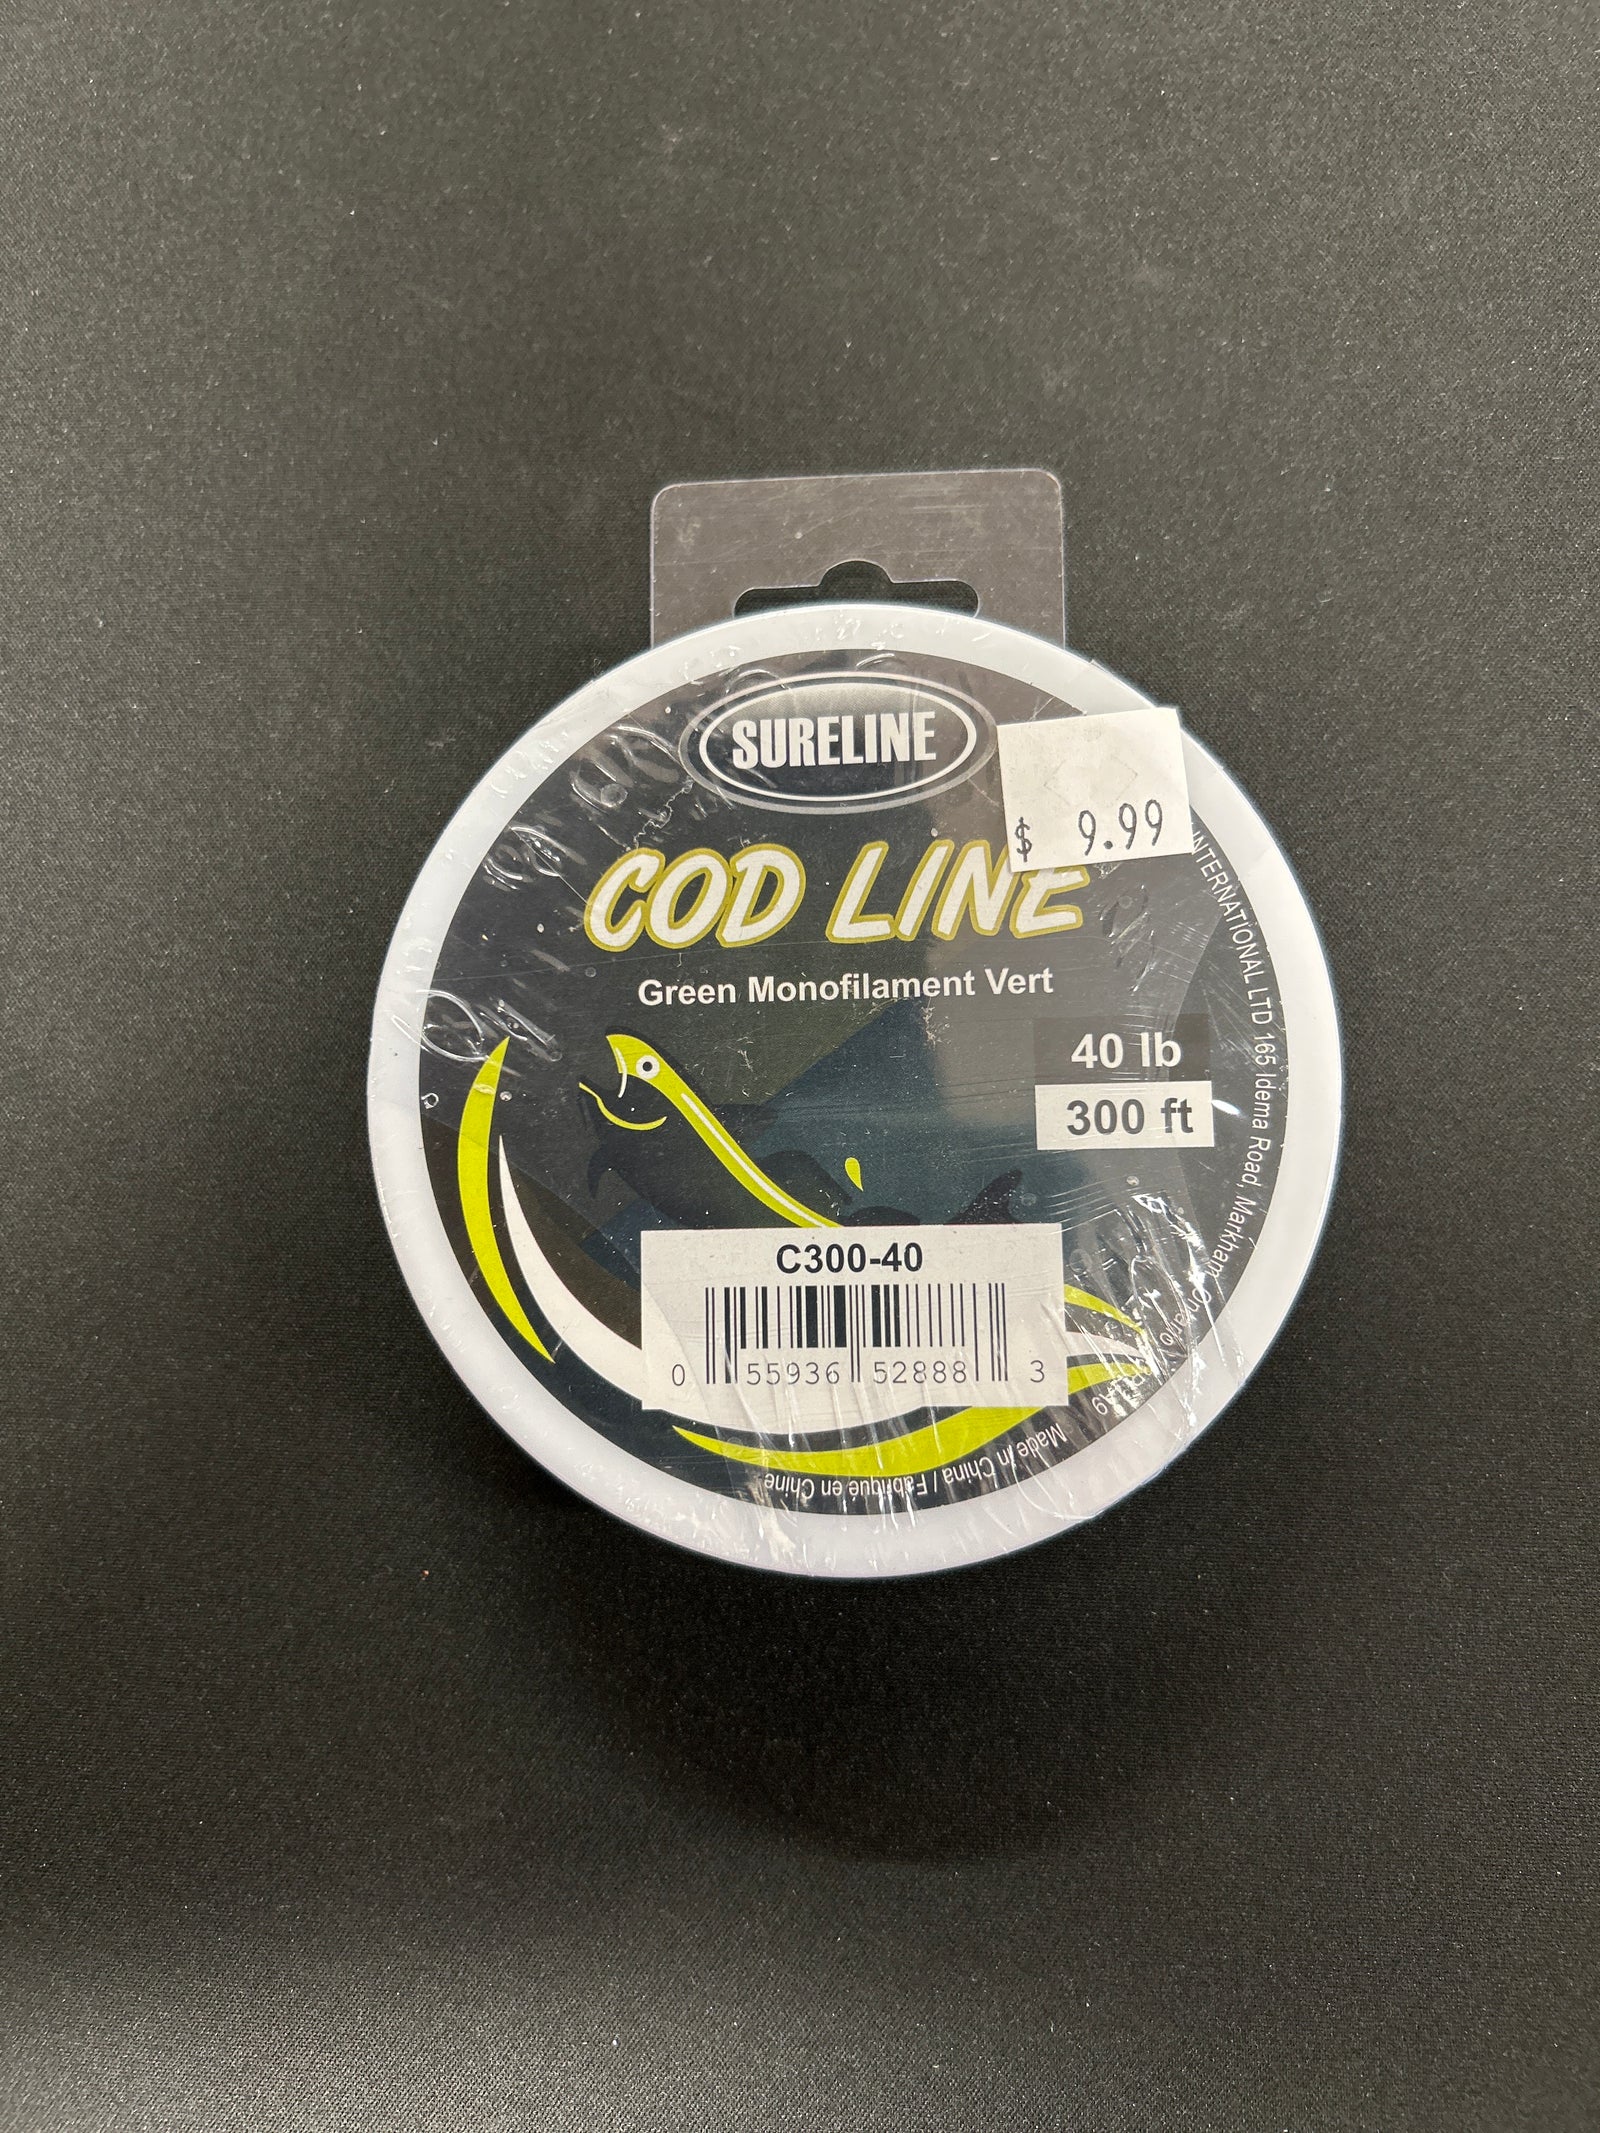 SURELINE
$ 9.99
COD LINE
Green Monofilament Vert
40 lb
300 ft
C300-40
0 55936 52888 3
INTERNATIONAL LTD 165 Idema Road, Markham, Ontario
Made in China / Fabriqué en Chine